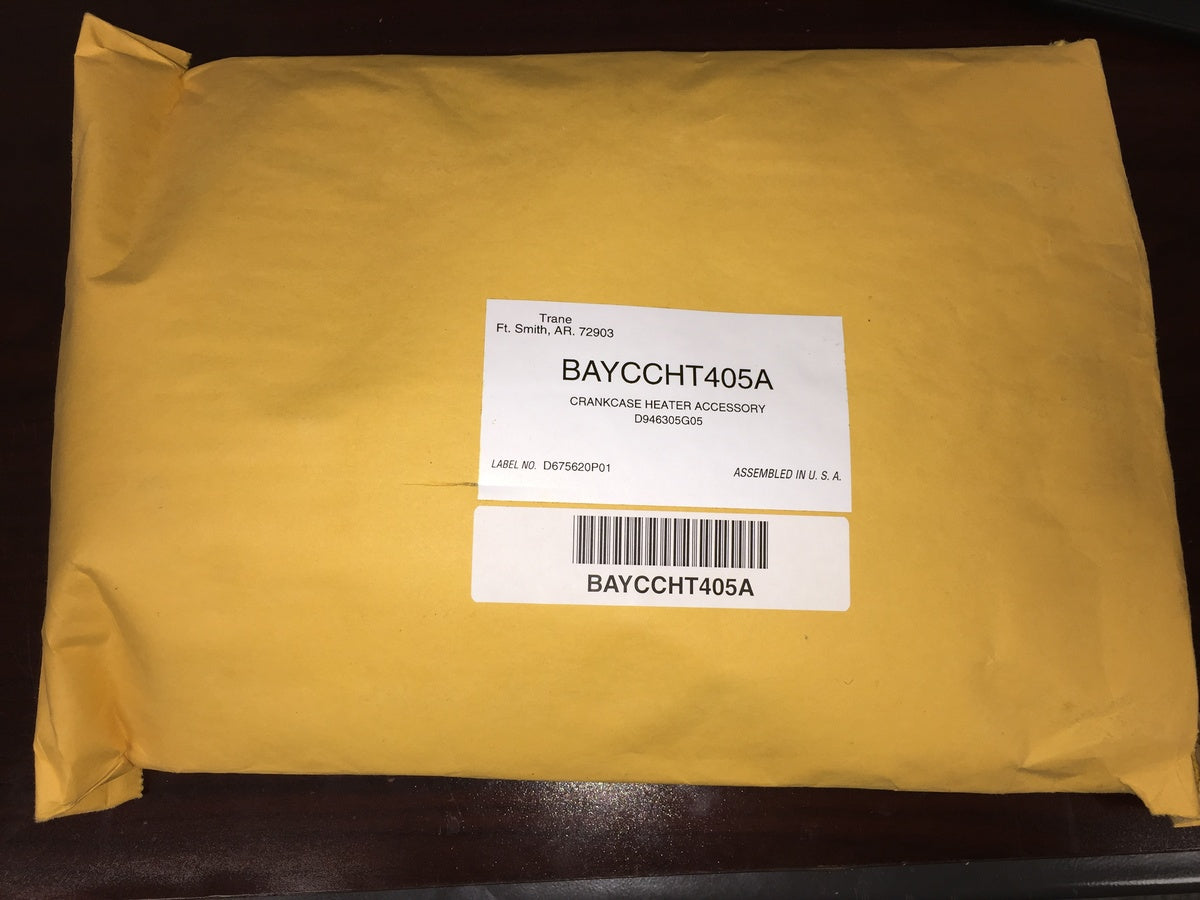 Trane
Ft. Smith, AR. 72903
BAYCCHT405A
CRANKCASE HEATER ACCESSORY
D946305G05
LABEL NO. D675620P01
ASSEMBLED IN U. S. A.
BAYCCHT405A